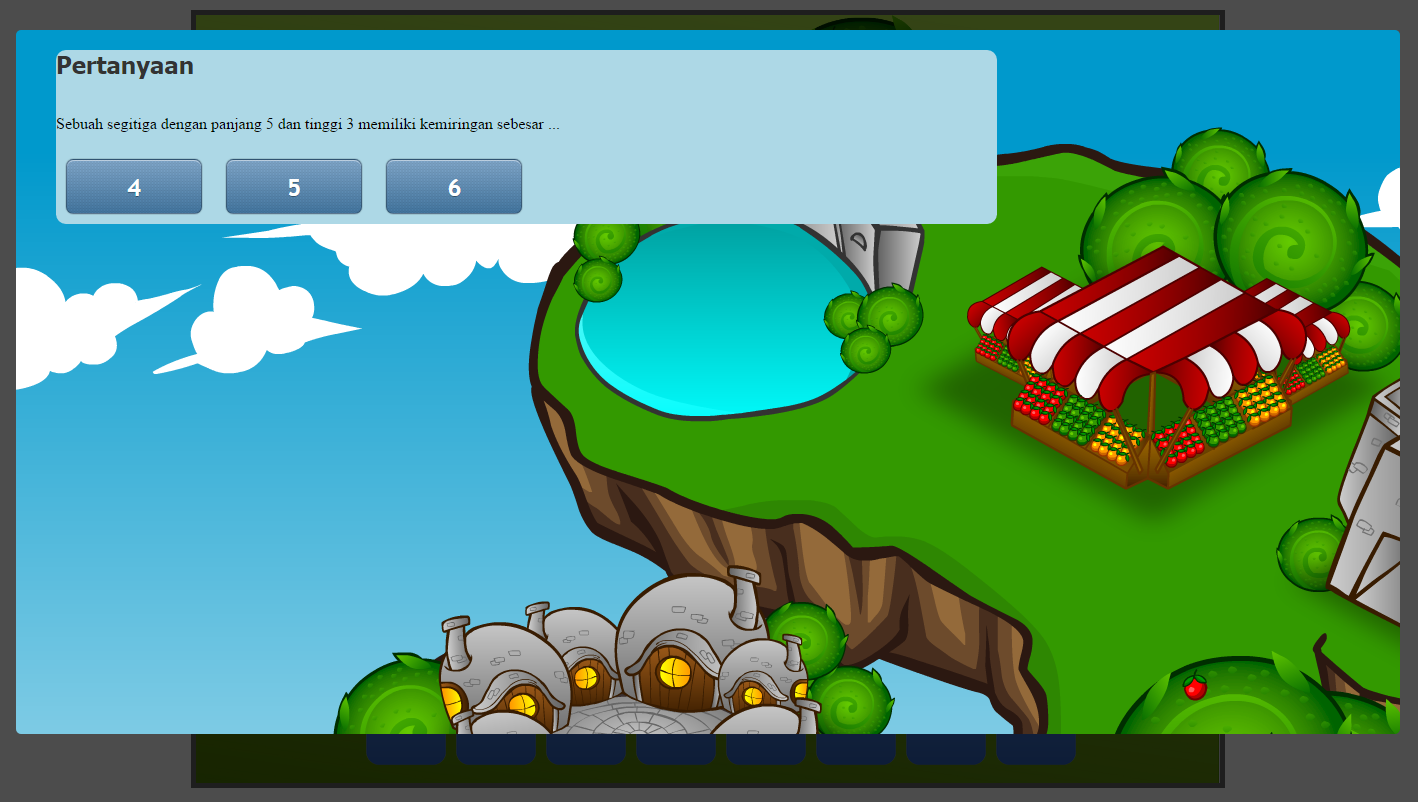 Pertanyaan
Sebuah segitiga dengan panjang 5 dan tinggi 3 memiliki kemiringan sebesar ...
4 5 6